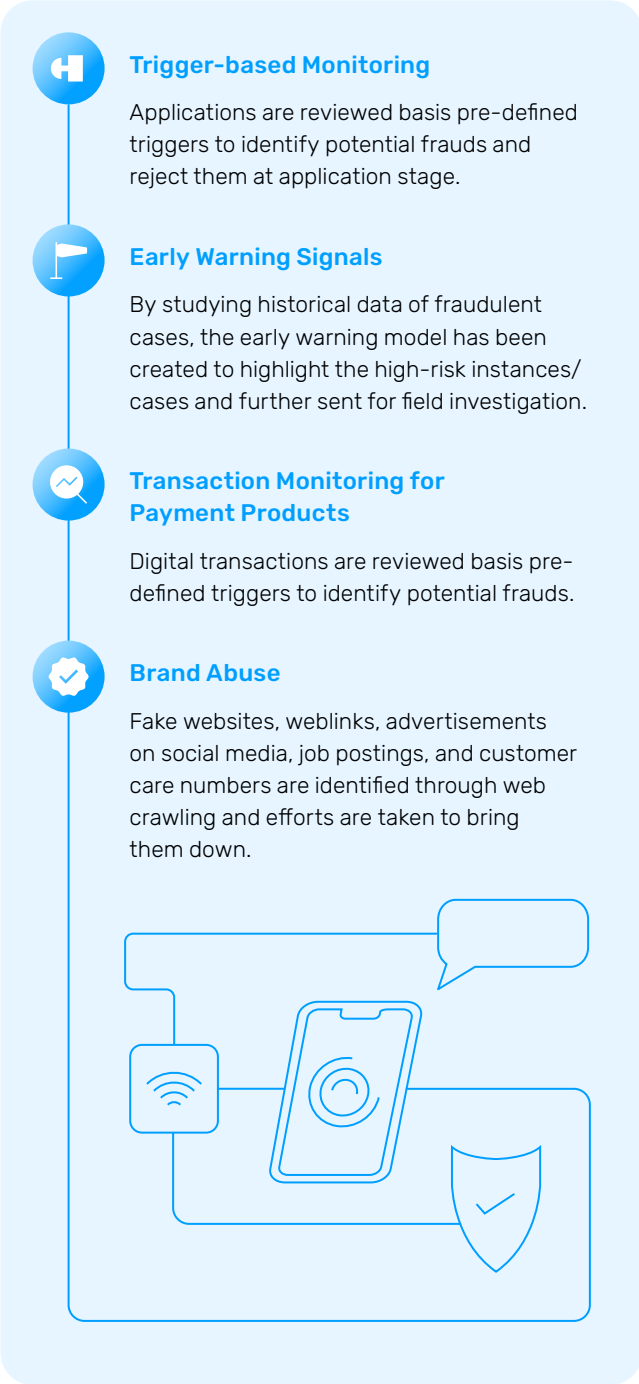 Trigger-based Monitoring
Applications are reviewed basis pre-defined
triggers to identify potential frauds and
reject them at application stage.
Early Warning Signals
By studying historical data of fraudulent
cases, the early warning model has been
created to highlight the high-risk instances/
cases and further sent for field investigation.
Transaction Monitoring for
Payment Products
Digital transactions are reviewed basis pre-
defined triggers to identify potential frauds.
Brand Abuse
Fake websites, weblinks, advertisements
on social media, job postings, and customer
care numbers are identified through web
crawling and efforts are taken to bring
them down.